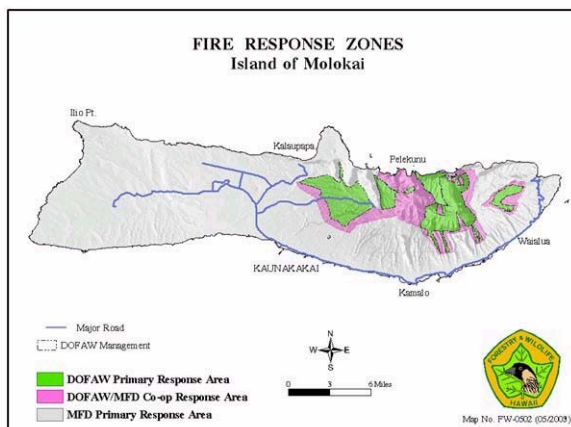 FIRE RESPONSE ZONES
Island of Molokai
Ilio Pt.
Kalaupapa
Pelekunu
Waialua
KAUNAKAKAI
Kamalo
Major Road
DOFAW Management
N
W E
S
DOFAW Primary Response Area
DOFAW/MFD Co-op Response Area
MFD Primary Response Area
0 3 6 Miles
FORESTRY & WILDLIFE
HAWAII
Map No. FW-0502 (05/2003)